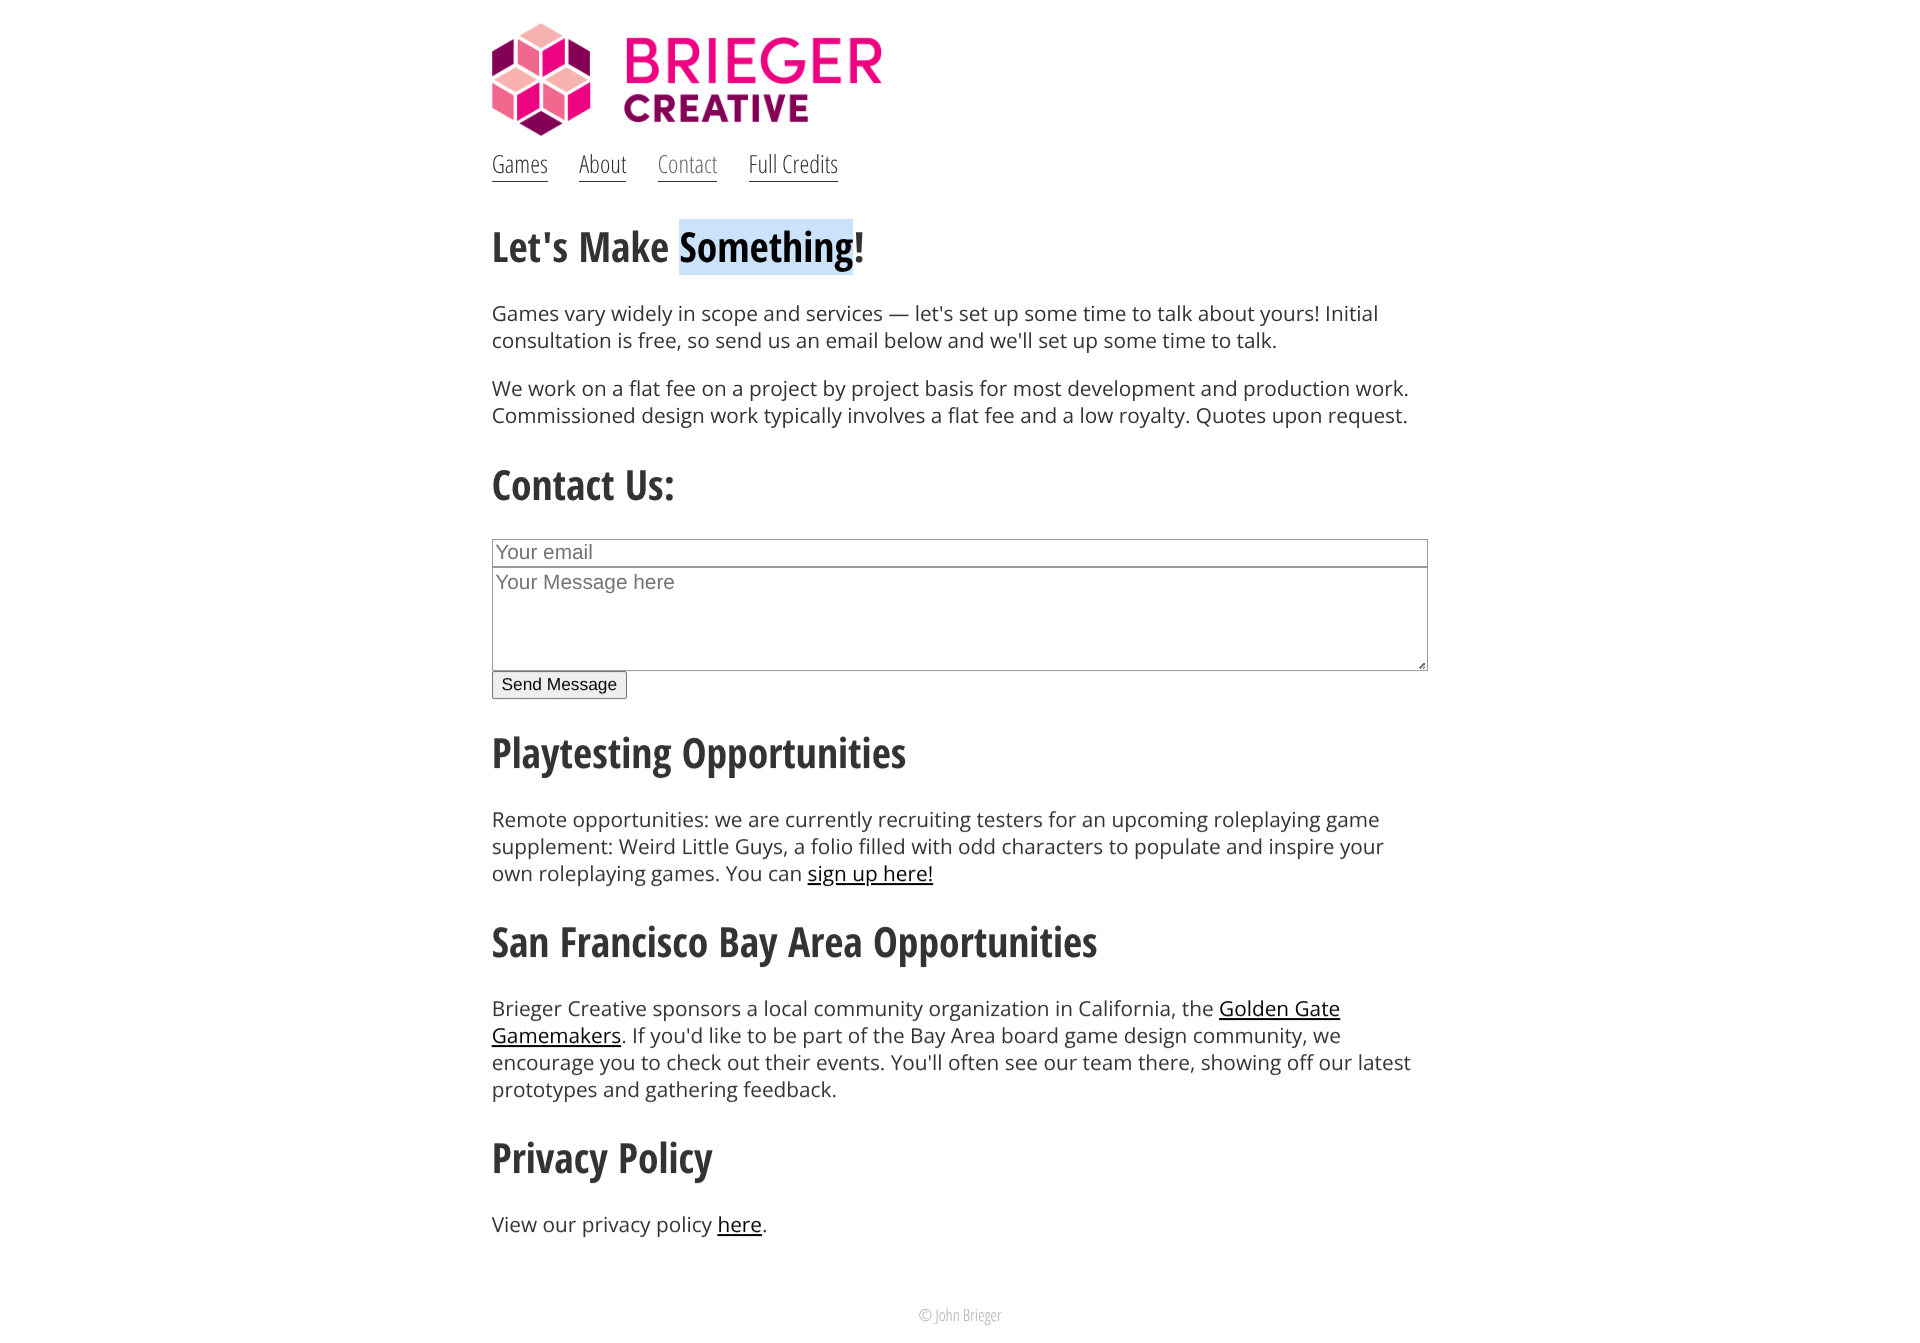 BRIEGER
CREATIVE
Games About Contact Full Credits
Let's Make Something!
Games vary widely in scope and services — let's set up some time to talk about yours! Initial
consultation is free, so send us an email below and we'll set up some time to talk.
We work on a flat fee on a project by project basis for most development and production work.
Commissioned design work typically involves a flat fee and a low royalty. Quotes upon request.
Contact Us:
Your email
Your Message here
Send Message
Playtesting Opportunities
Remote opportunities: we are currently recruiting testers for an upcoming roleplaying game
supplement: Weird Little Guys, a folio filled with odd characters to populate and inspire your
own roleplaying games. You can sign up here!
San Francisco Bay Area Opportunities
Brieger Creative sponsors a local community organization in California, the Golden Gate
Gamemakers. If you'd like to be part of the Bay Area board game design community, we
encourage you to check out their events. You'll often see our team there, showing off our latest
prototypes and gathering feedback.
Privacy Policy
View our privacy policy here.
© John Brieger